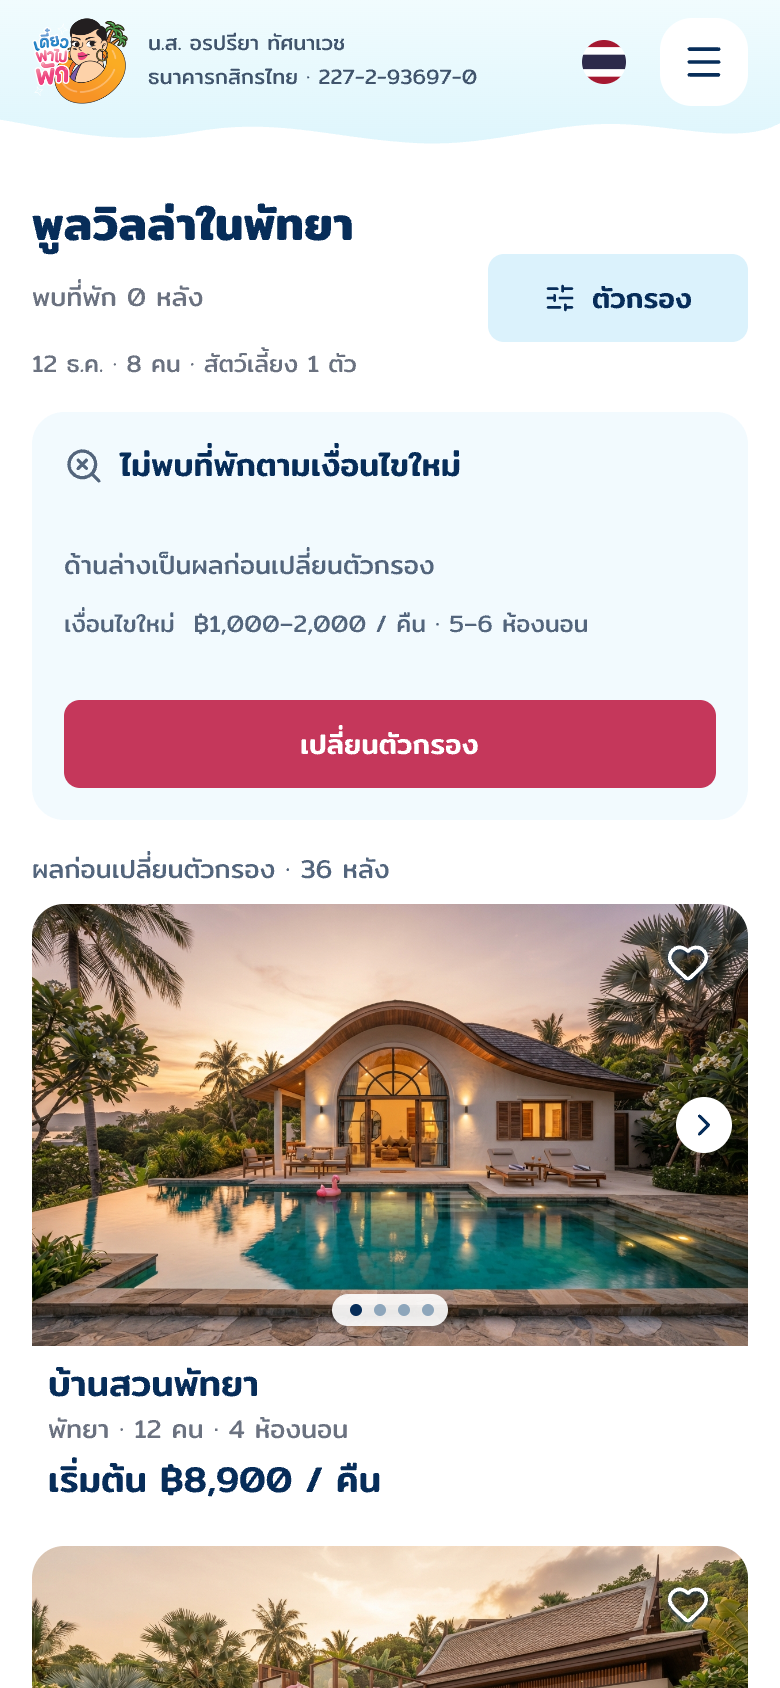 เดี๋ยว
พาไป
พัก
น.ส. อรปรียา ทัศนาเวช
ธนาคารกสิกรไทย · 227-2-93697-0
พูลวิลล่าในพัทยา
พบที่พัก 0 หลัง
ตัวกรอง
12 ธ.ค. · 8 คน · สัตว์เลี้ยง 1 ตัว
ไม่พบที่พักตามเงื่อนไขใหม่
ด้านล่างเป็นผลก่อนเปลี่ยนตัวกรอง
เงื่อนไขใหม่ ฿1,000–2,000 / คืน · 5–6 ห้องนอน
เปลี่ยนตัวกรอง
ผลก่อนเปลี่ยนตัวกรอง · 36 หลัง
บ้านสวนพัทยา
พัทยา · 12 คน · 4 ห้องนอน
เริ่มต้น ฿8,900 / คืน